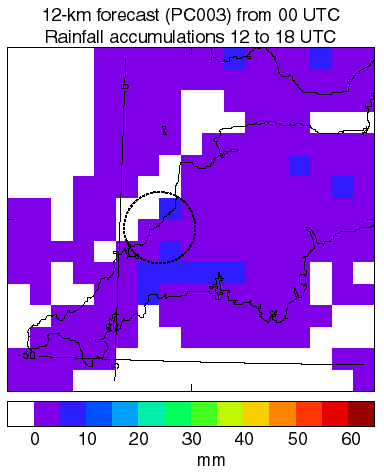 12-km forecast (PC003) from 00 UTC
Rainfall accumulations 12 to 18 UTC
50
0 10 20 30 40 50 60
mm